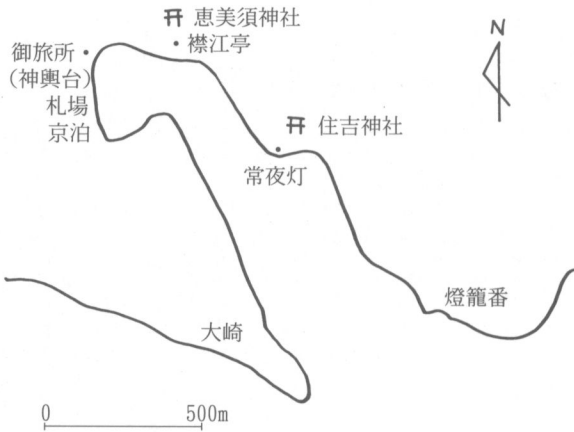 恵美須神社
襟江亭
御旅所
(神輿台)
札場
京泊
N
住吉神社
常夜灯
燈籠番
大崎
0 500m